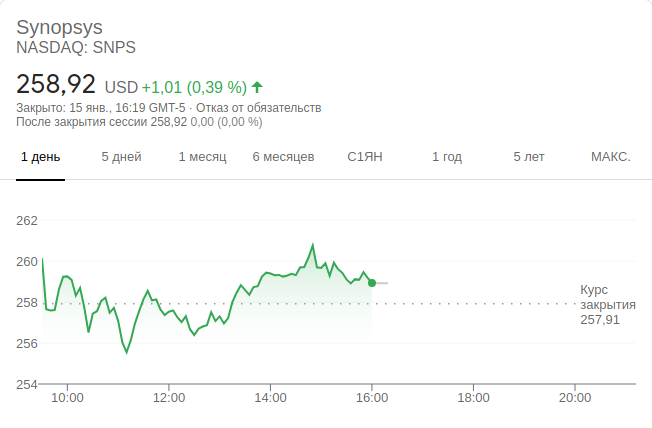 Synopsys
NASDAQ: SNPS
258,92 USD +1,01 (0,39 %)
Закрыто: 15 янв., 16:19 GMT-5 · Отказ от обязательств
После закрытия сессии 258,92 0,00 (0,00 %)
1 день 5 дней 1 месяц 6 месяцев С1ЯН 1 год 5 лет МАКС.
262
260
258
256
254
Курс
закрытия
257,91
10:00 12:00 14:00 16:00 18:00 20:00